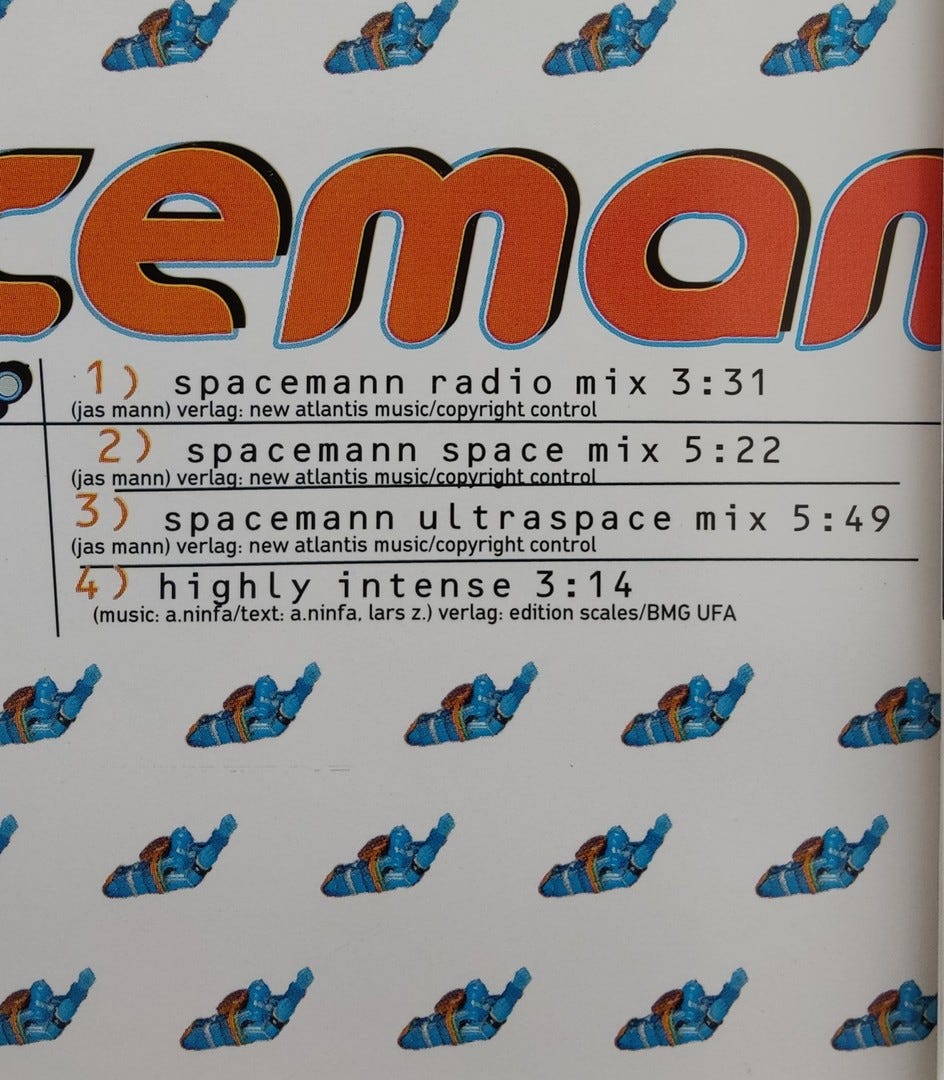 ceman
1) spacemann radio mix 3:31
(jas mann) verlag: new atlantis music/copyright control
2) spacemann space mix 5:22
(jas mann) verlag: new atlantis music/copyright control
3) spacemann ultraspace mix 5:49
(jas mann) verlag: new atlantis music/copyright control
4) highly intense 3:14
(music: a.ninfa/text: a.ninfa, lars z.) verlag: edition scales/BMG UFA